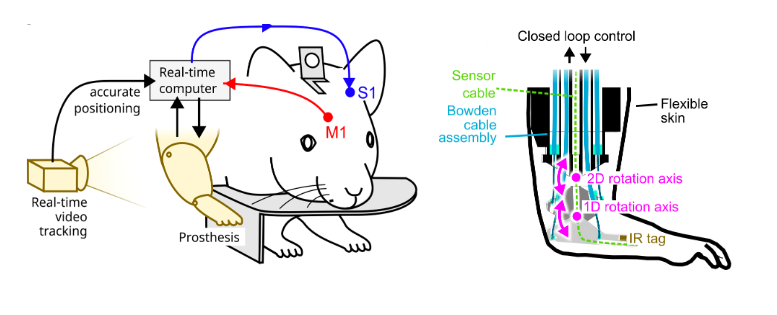 Real-time
computer
accurate
positioning
S1
M1
Real-time
video
tracking
Prosthesis
Closed loop control
Sensor
cable
Bowden
cable
assembly
Flexible
skin
2D rotation axis
1D rotation axis
IR tag